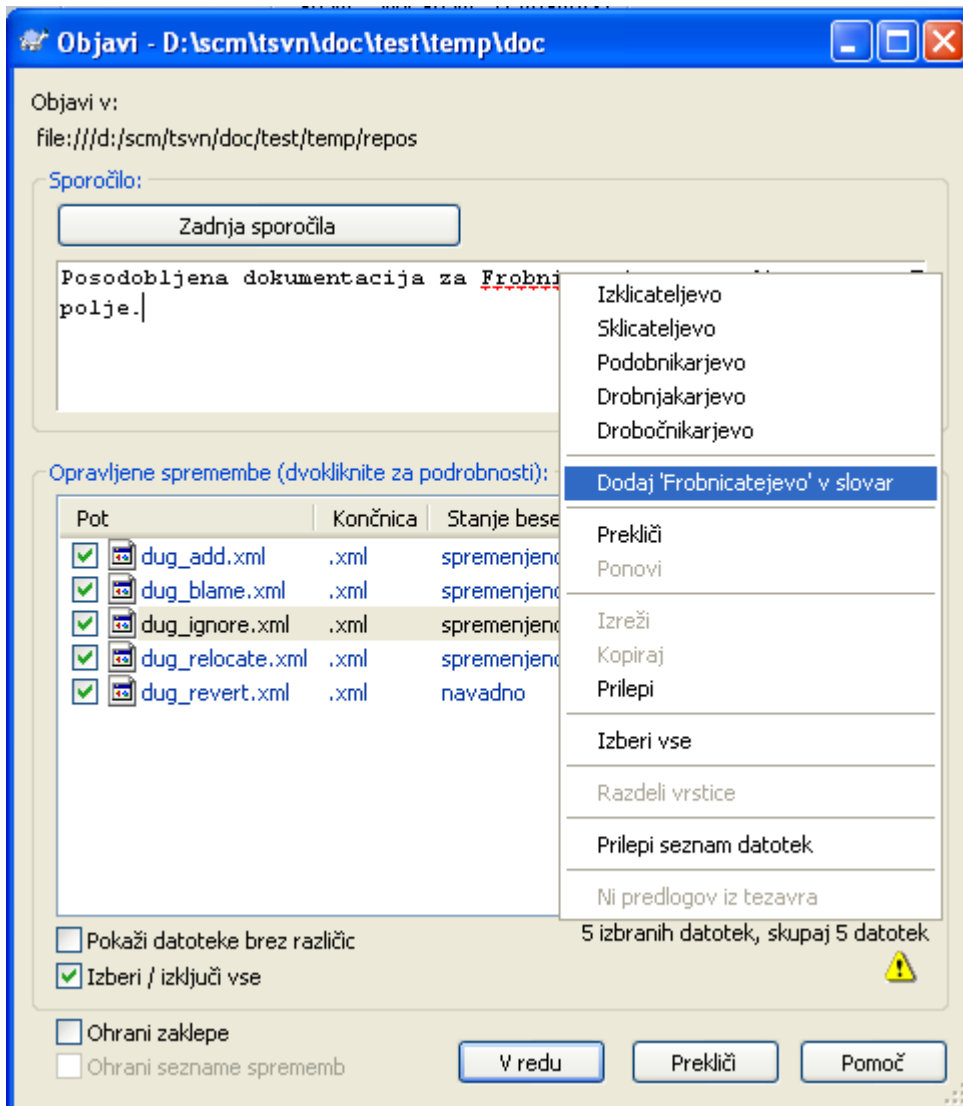 Objavi - D:\scm\tsvn\doc\test\temp\doc
Objavi v:
file:///d:/scm/tsvn/doc/test/temp/repos
Sporočilo:
Zadnja sporočila
Posodobljena dokumentacija za
polje.
Izklicateljevo
Sklicateljevo
Podobnikarjevo
Drobnjakarjevo
Drobočnikarjevo
Dodaj 'Frobnicatejevo' v slovar
Prekliči
Ponovi
Izreži
Kopiraj
Prilepi
Izberi vse
Razdeli vrstice
Prilepi seznam datotek
Ni predlogov iz tezavra
Opravljene spremembe (dvokliknite za podrobnosti):
Pot Končnica Stanje
dug_add.xml .xml spremenjeno
dug_blame.xml .xml spremenjeno
dug_ignore.xml .xml spremenjeno
dug_relocate.xml .xml spremenjeno
dug_revert.xml .xml navadno
5 izbranih datotek, skupaj 5 datotek
Pokaži datoteke brez različic
Izberi / izključi vse
Ohrani zaklepe
Ohrani sezname sprememb
V redu Prekliči Pomoč